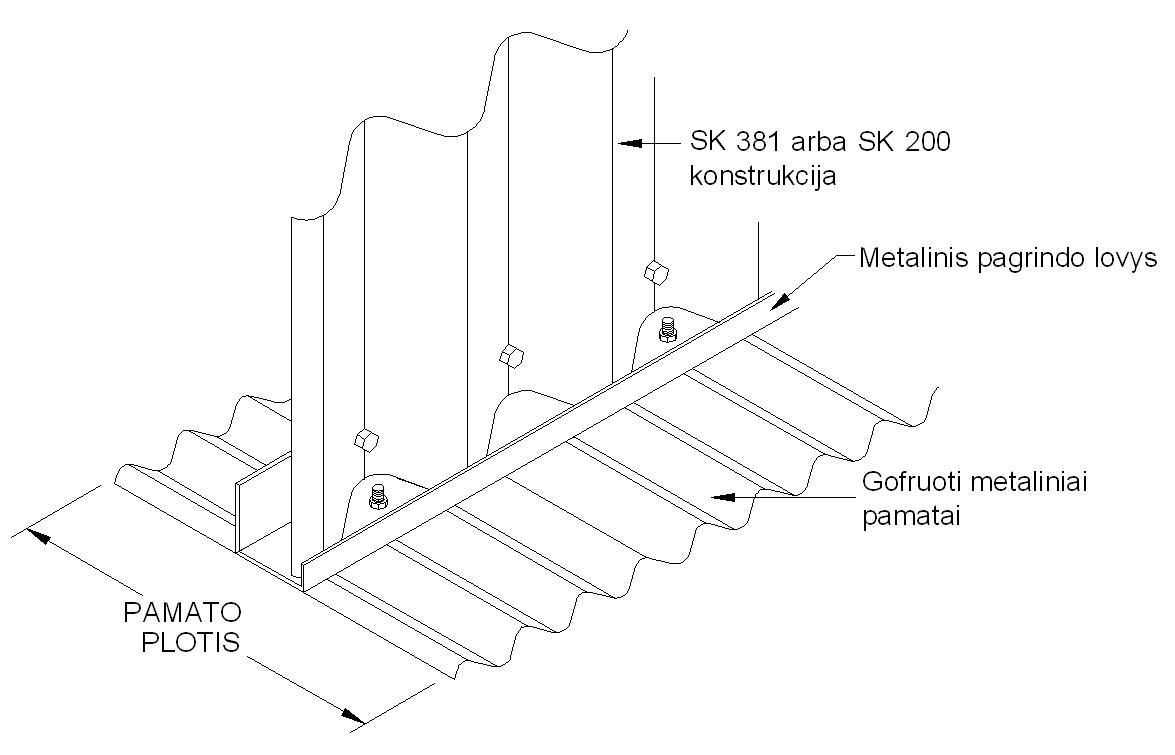 SK 381 arba SK 200
konstrukcija
Metalinis pagrindo lovys
Gofruoti metaliniai
pamatai
PAMATO
PLOTIS